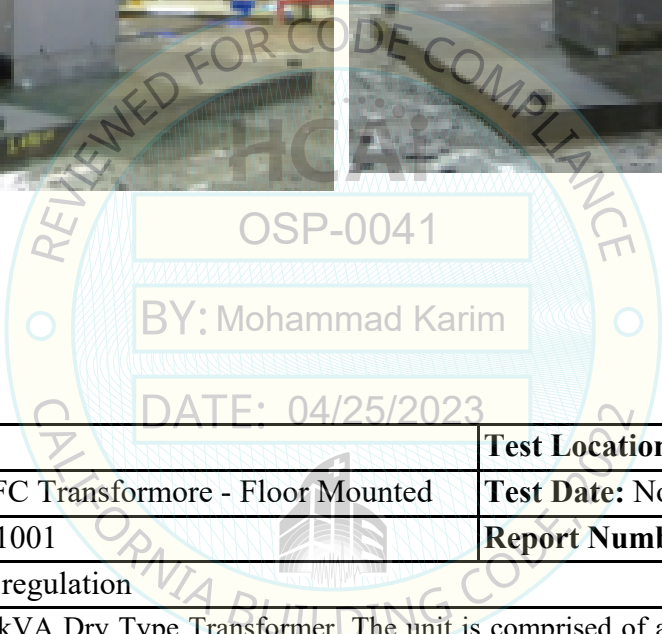 REVIEWED FOR CODE COMPLIANCE
HCAI
OSP-0041
BY: Mohammad Karim
DATE: 04/25/2023
Test Location
FC Transformore - Floor Mounted
Test Date: No
1001
Report Numb
regulation
kVA Dry Type Transformer. The unit is comprised of a
CALIFORNIA BUILDING CODE, 2022